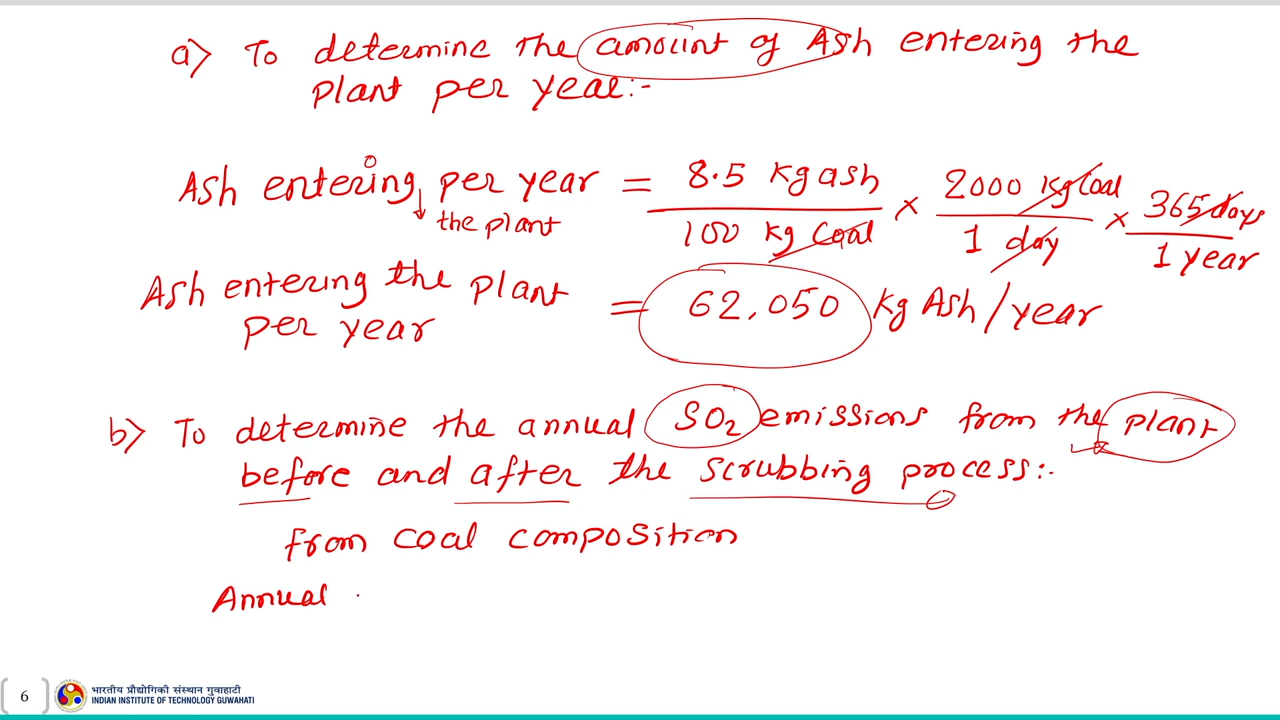 a) To determine the amount of Ash entering the
plant per year:-
Ash entering per year = 8.5 kg ash / 100 kg coal × 2000 kg Coal / 1 day × 365 days / 1 year
the plant
Ash entering the plant per year = 62,050 kg Ash/year
b) To determine the annual SO2 emissions from the plant
before and after the scrubbing process:-
from coal composition
Annual
6
भारतीय प्रौद्योगिकी संस्थान गुवाहाटी
INDIAN INSTITUTE OF TECHNOLOGY GUWAHATI